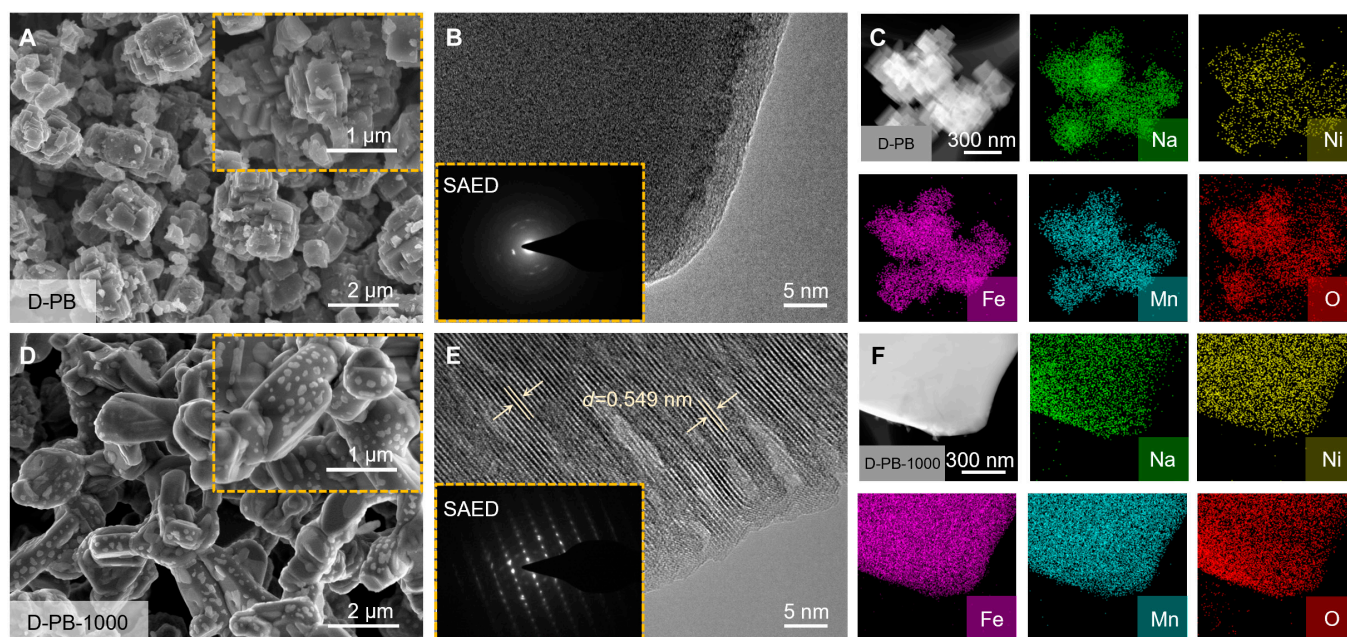 A
1 μm
D-PB
2 μm
B
SAED
5 nm
C
D-PB
300 nm
Na
Ni
Fe
Mn
O
D
1 μm
D-PB-1000
2 μm
E
d=0.549 nm
SAED
5 nm
F
D-PB-1000
300 nm
Na
Ni
Fe
Mn
O